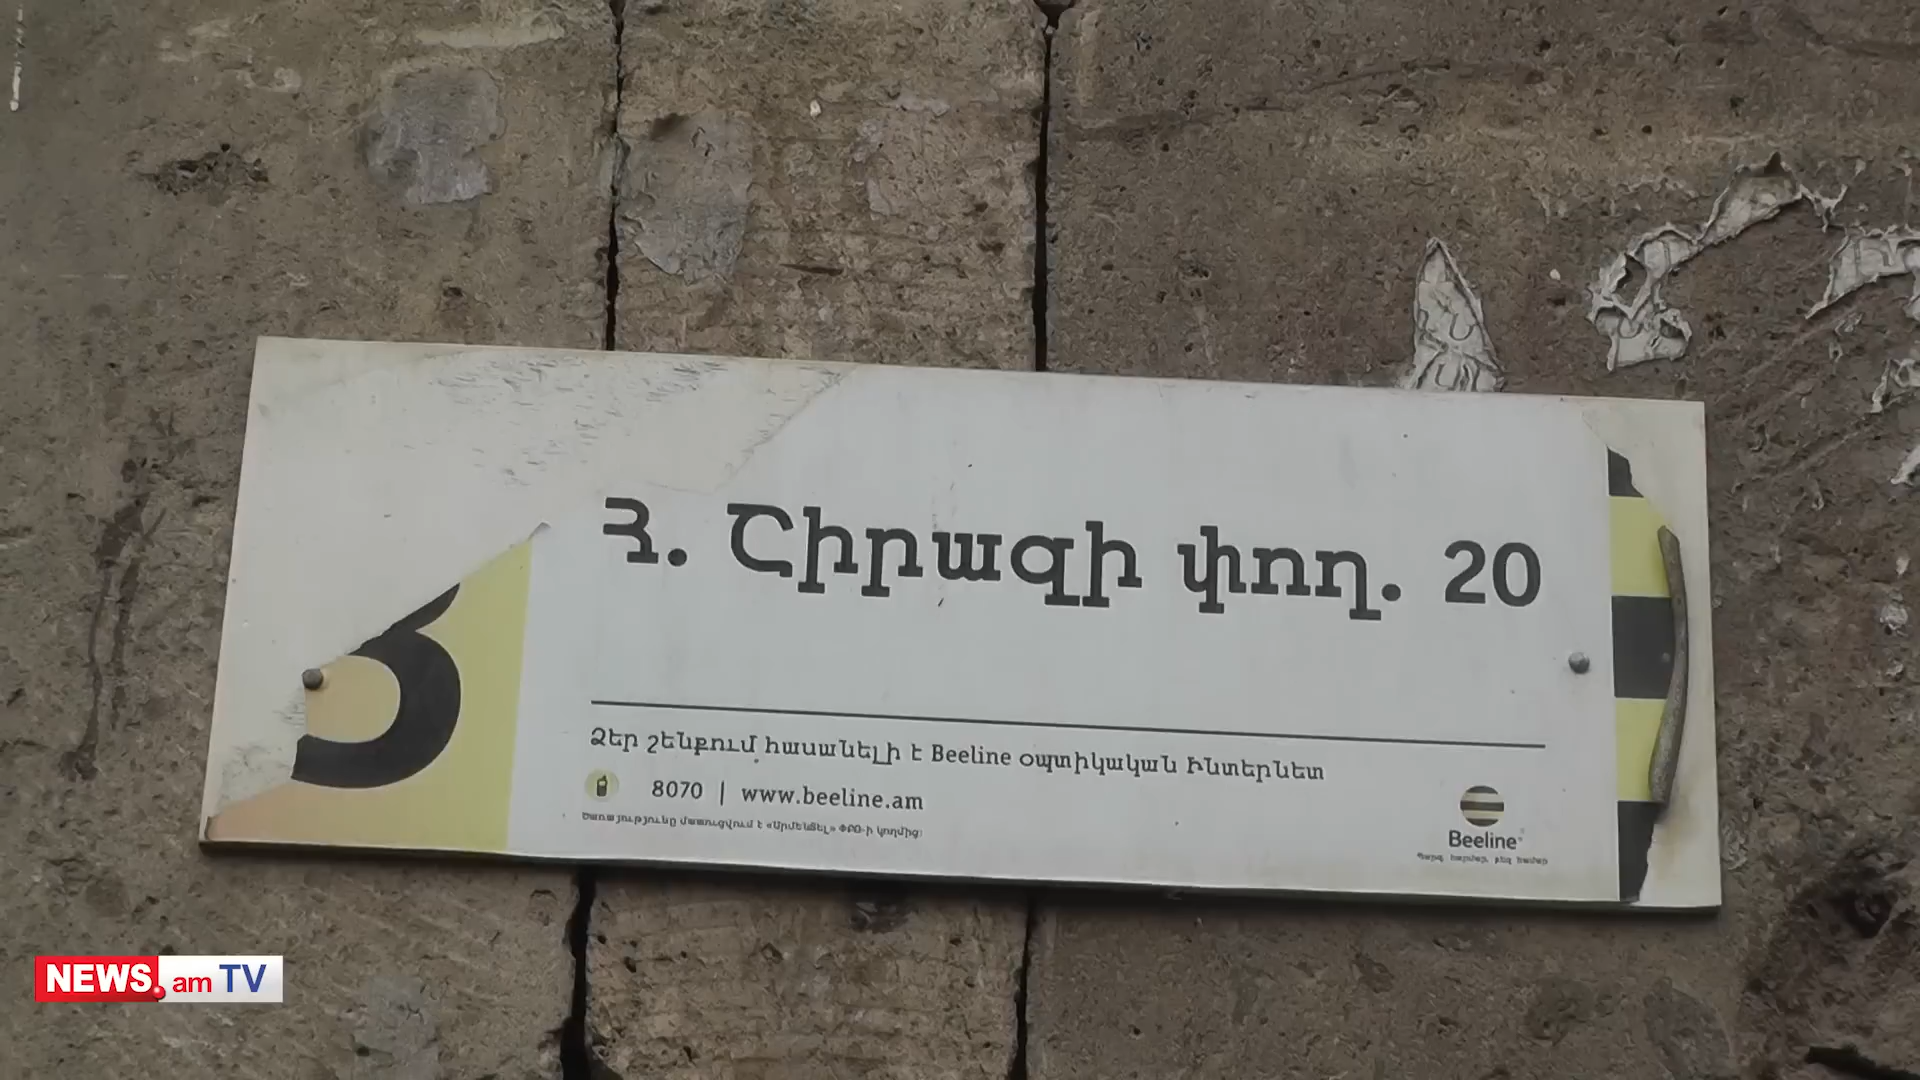 Հ. Շիրազի փող. 20
Ձեր շենքում հասանելի է Beeline օպտիկական Ինտերնետ
8070 | www.beeline.am
Ծառայությունը մատուցվում է «ԱրմենՏել» ՓԲԸ-ի կողմից:
Beeline
NEWS.am TV